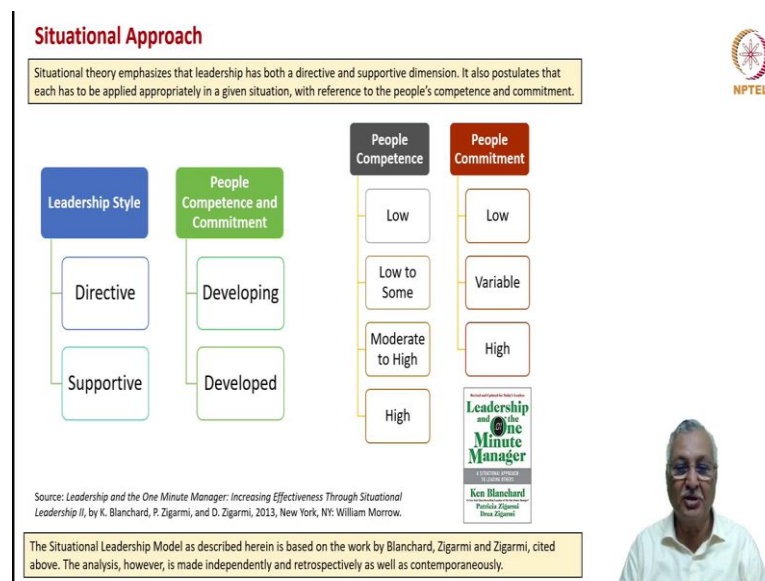 Situational Approach
Situational theory emphasizes that leadership has both a directive and supportive dimension. It also postulates that
each has to be applied appropriately in a given situation, with reference to the people's competence and commitment.
NPTEL
Leadership Style
Directive
Supportive
People
Competence and
Commitment
Developing
Developed
People
Competence
Low
Low to
Some
Moderate
to High
High
People
Commitment
Low
Variable
High
Leadership
and the
One
Minute
Manager
A SITUATIONAL APPROACH
TO LEADING OTHERS
Ken Blanchard
Patricia Zigarmi
Drea Zigarmi
Source: Leadership and the One Minute Manager: Increasing Effectiveness Through Situational
Leadership II, by K. Blanchard, P. Zigarmi, and D. Zigarmi, 2013, New York, NY: William Morrow.
The Situational Leadership Model as described herein is based on the work by Blanchard, Zigarmi and Zigarmi, cited
above. The analysis, however, is made independently and retrospectively as well as contemporaneously.